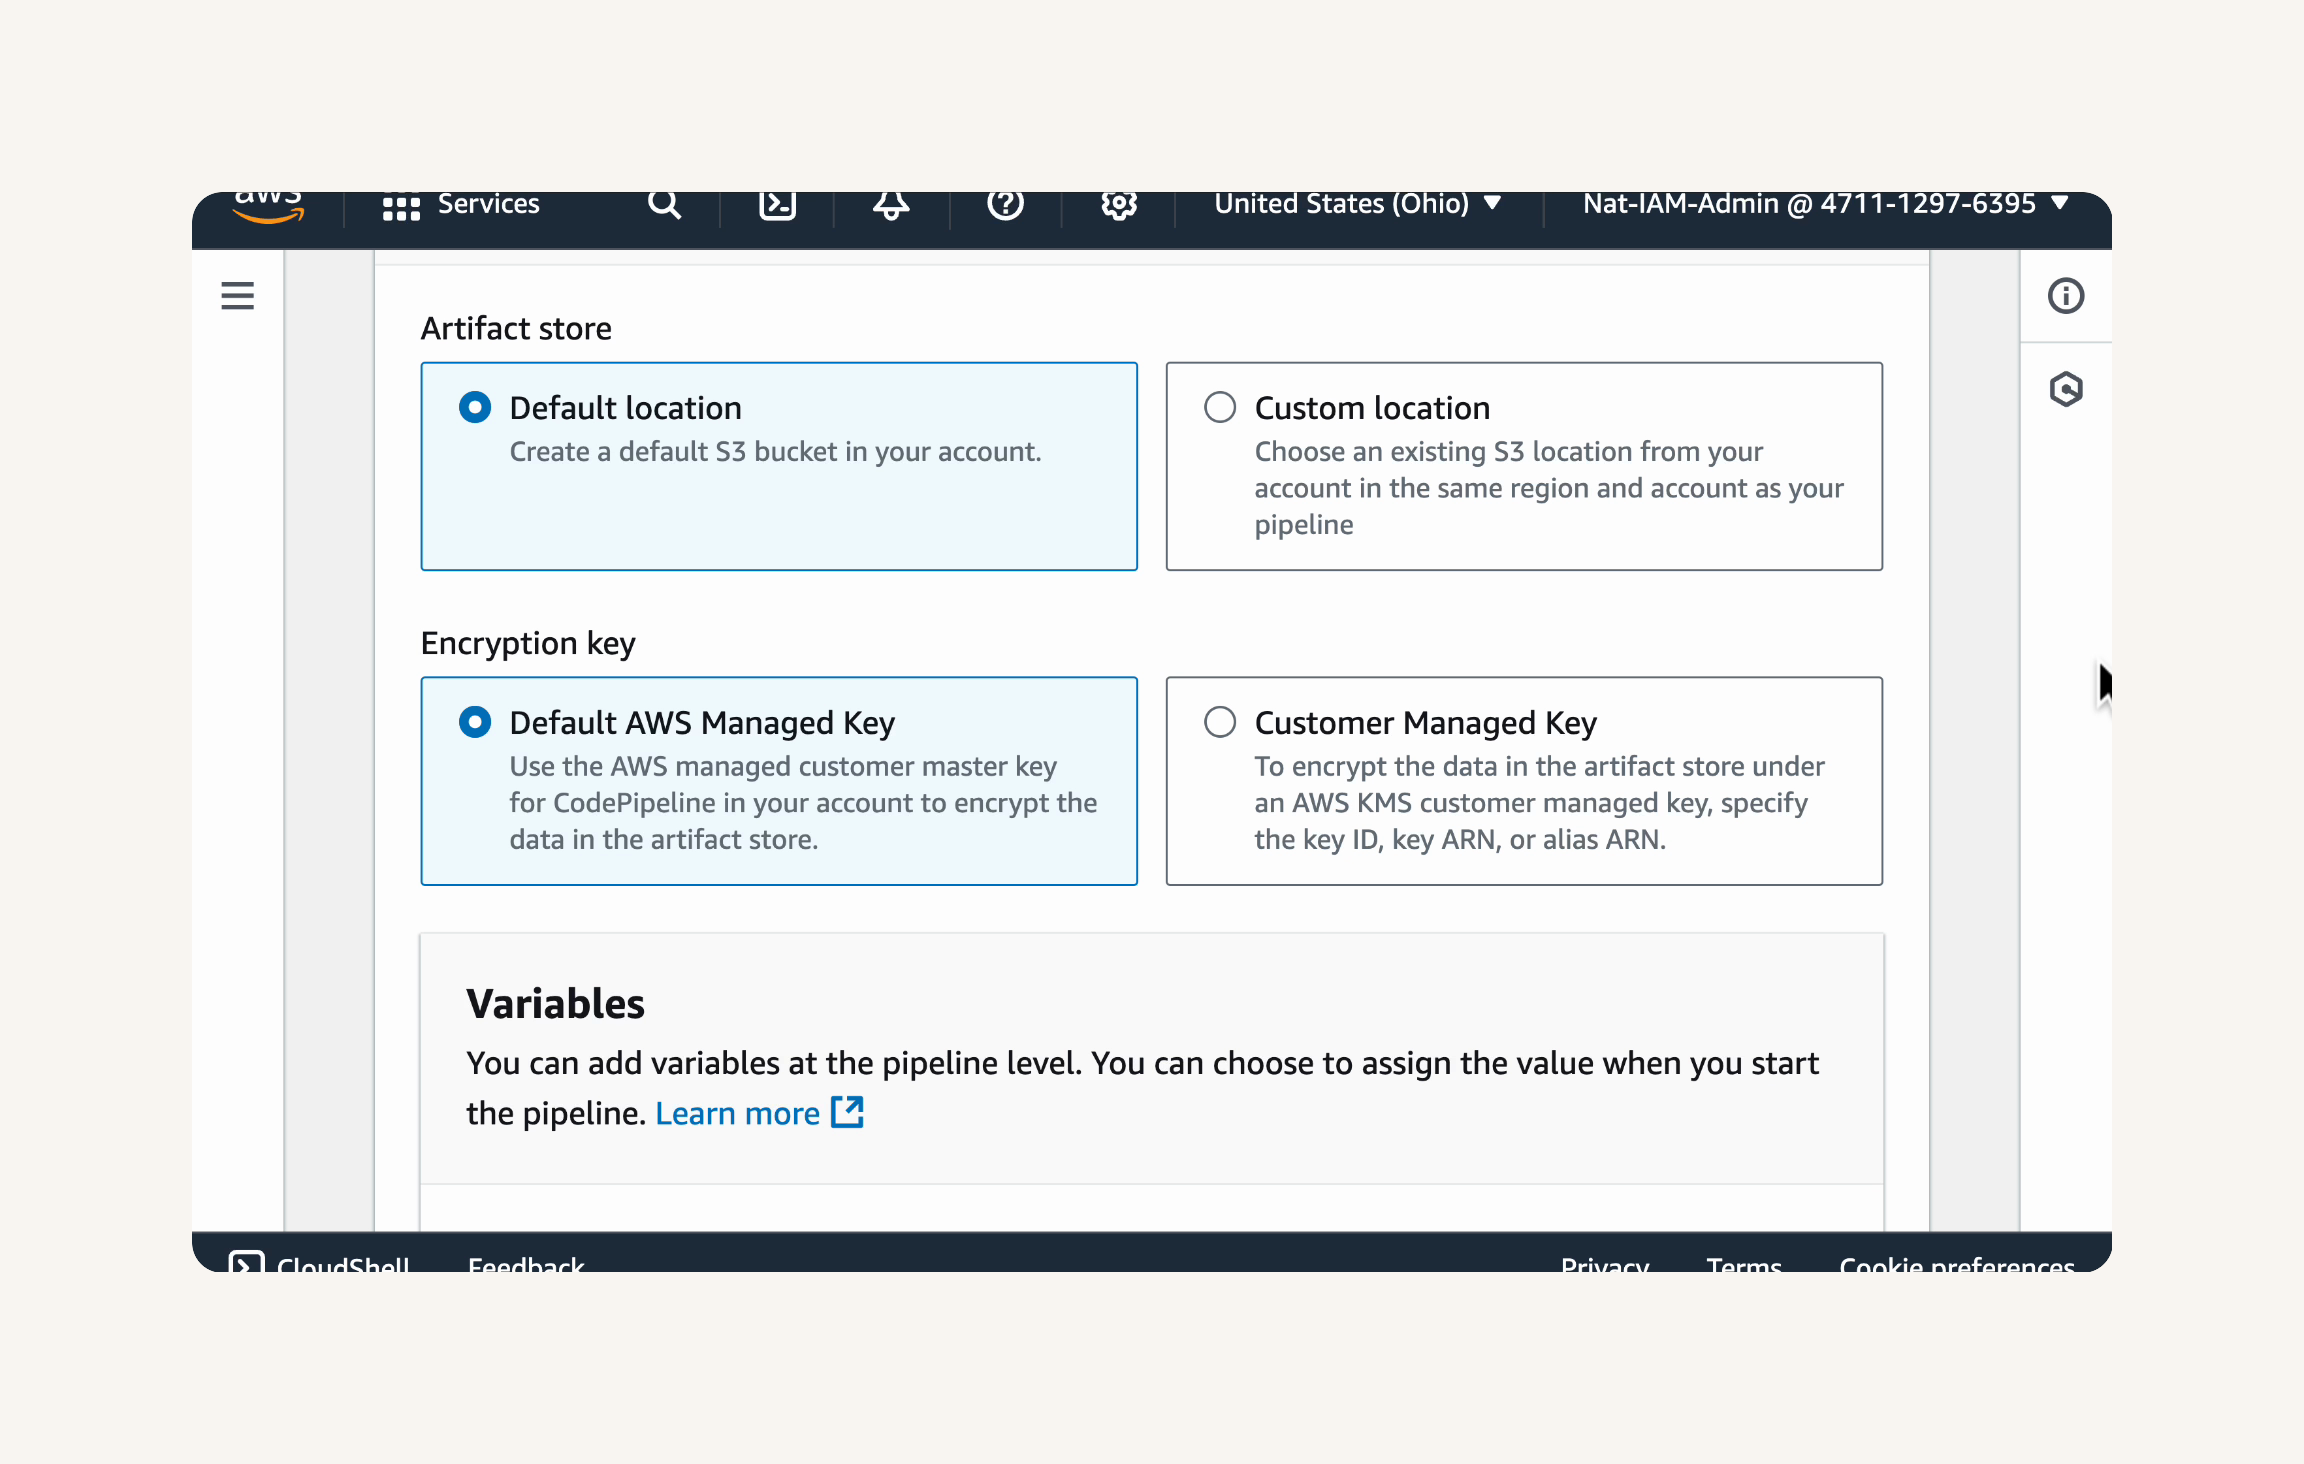 aws Services United States (Ohio) Nat-IAM-Admin @ 4711-1297-6395
Artifact store
Default location
Create a default S3 bucket in your account.
Custom location
Choose an existing S3 location from your
account in the same region and account as your
pipeline
Encryption key
Default AWS Managed Key
Use the AWS managed customer master key
for CodePipeline in your account to encrypt the
data in the artifact store.
Customer Managed Key
To encrypt the data in the artifact store under
an AWS KMS customer managed key, specify
the key ID, key ARN, or alias ARN.
Variables
You can add variables at the pipeline level. You can choose to assign the value when you start
the pipeline. Learn more
CloudShell Feedback Privacy Terms Cookie preferences